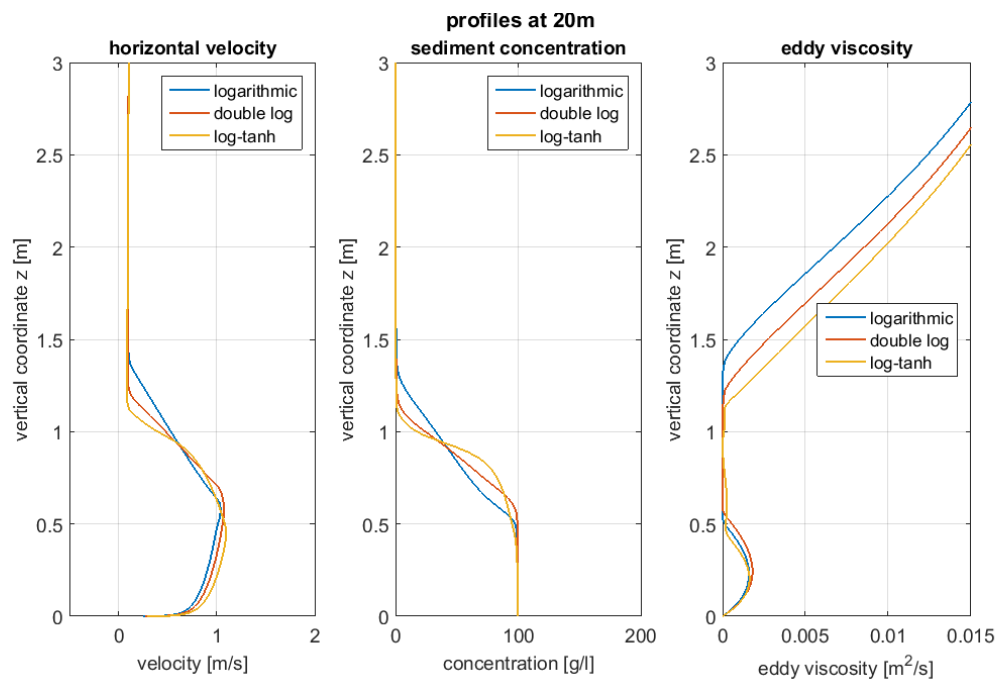 profiles at 20m
horizontal velocity
3
2.5
2
1.5
1
0.5
0
vertical coordinate z [m]
logarithmic
double log
log-tanh
0 1 2
velocity [m/s]
sediment concentration
3
2.5
2
1.5
1
0.5
0
vertical coordinate z [m]
logarithmic
double log
log-tanh
0 100 200
concentration [g/l]
eddy viscosity
3
2.5
2
1.5
1
0.5
0
vertical coordinate z [m]
logarithmic
double log
log-tanh
0 0.005 0.01 0.015
eddy viscosity [m²/s]